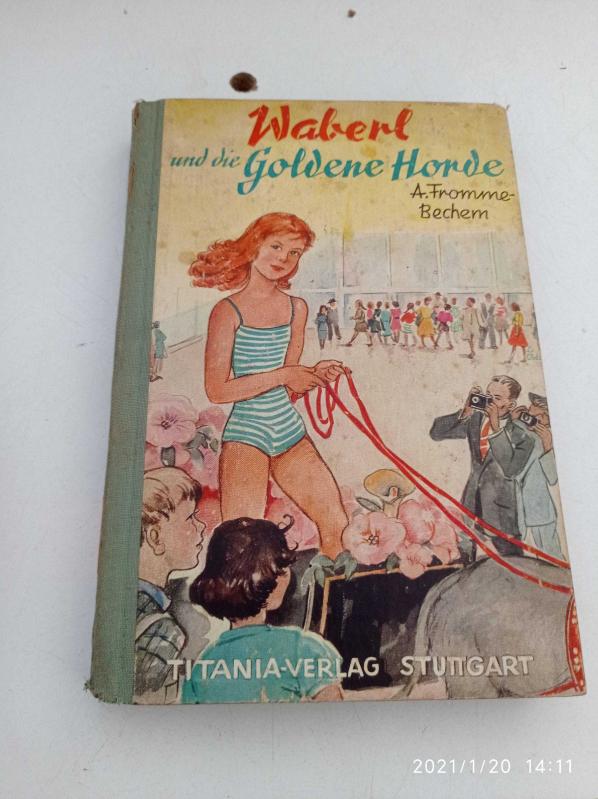 Waberl
und die Goldene Horde
A. Fromme-
Bechem
TITANIA-VERLAG STUTTGART
2021/1/20 14:11